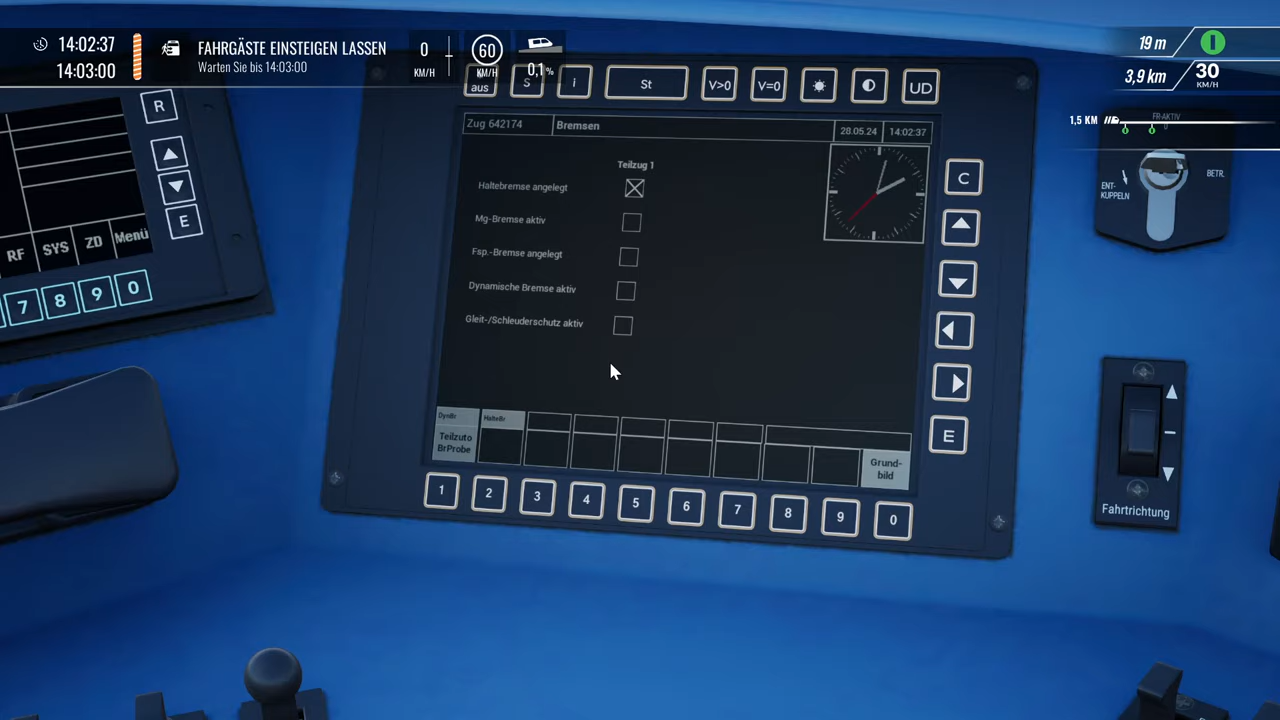 14:02:37
14:03:00
FAHRGÄSTE EINSTEIGEN LASSEN
Warten Sie bis 14:03:00
0
KM/H
60
KM/H
0,1%
19 m
3,9 km
30
KM/H
1,5 KM
aus
S
i
St
V>0
V=0
UD
Zug 642174
Bremsen
28.05.24
14:02:37
Teilzug 1
Haltebremse angelegt
Mg-Bremse aktiv
Fsp.-Bremse angelegt
Dynamische Bremse aktiv
Gleit-/Schleuderschutz aktiv
DynBr
HalteBr
Teilzuto
BrProbe
Grund-
bild
1
2
3
4
5
6
7
8
9
0
C
E
R
E
RF
SYS
ZD
Menü
7
8
9
0
FR-AKTIV
0
ENT-
KUPPELN
BETR.
Fahrtrichtung